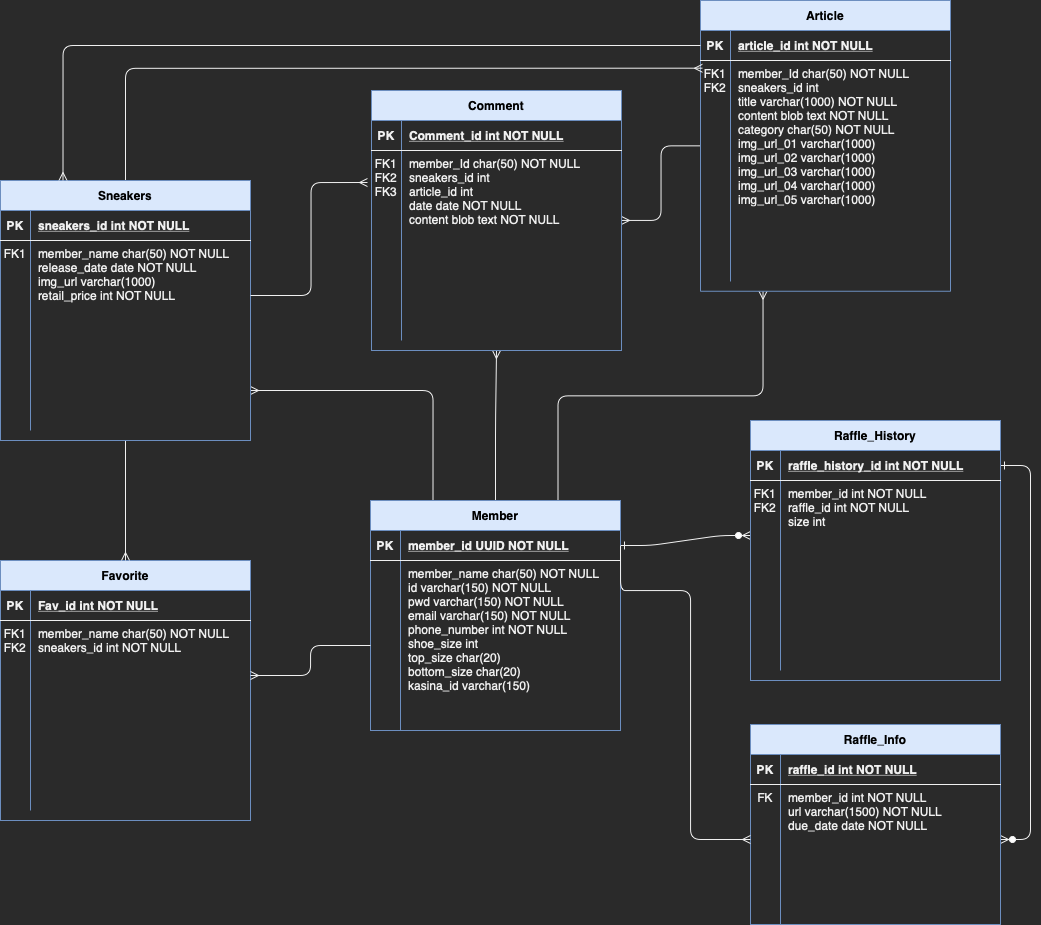 Article
PK article_id int NOT NULL
FK1 member_Id char(50) NOT NULL
FK2 sneakers_id int
title varchar(1000) NOT NULL
content blob text NOT NULL
category char(50) NOT NULL
img_url_01 varchar(1000)
img_url_02 varchar(1000)
img_url_03 varchar(1000)
img_url_04 varchar(1000)
img_url_05 varchar(1000)
Comment
PK Comment_id int NOT NULL
FK1 member_Id char(50) NOT NULL
FK2 sneakers_id int
FK3 article_id int
date date NOT NULL
content blob text NOT NULL
Sneakers
PK sneakers_id int NOT NULL
FK1 member_name char(50) NOT NULL
release_date date NOT NULL
img_url varchar(1000)
retail_price int NOT NULL
Raffle_History
PK raffle_history_id int NOT NULL
FK1 member_id int NOT NULL
FK2 raffle_id int NOT NULL
size int
Member
PK member_id UUID NOT NULL
member_name char(50) NOT NULL
id varchar(150) NOT NULL
pwd varchar(150) NOT NULL
email varchar(150) NOT NULL
phone_number int NOT NULL
shoe_size int
top_size char(20)
bottom_size char(20)
kasina_id varchar(150)
Favorite
PK Fav_id int NOT NULL
FK1 member_name char(50) NOT NULL
FK2 sneakers_id int NOT NULL
Raffle_Info
PK raffle_id int NOT NULL
FK member_id int NOT NULL
url varchar(1500) NOT NULL
due_date date NOT NULL